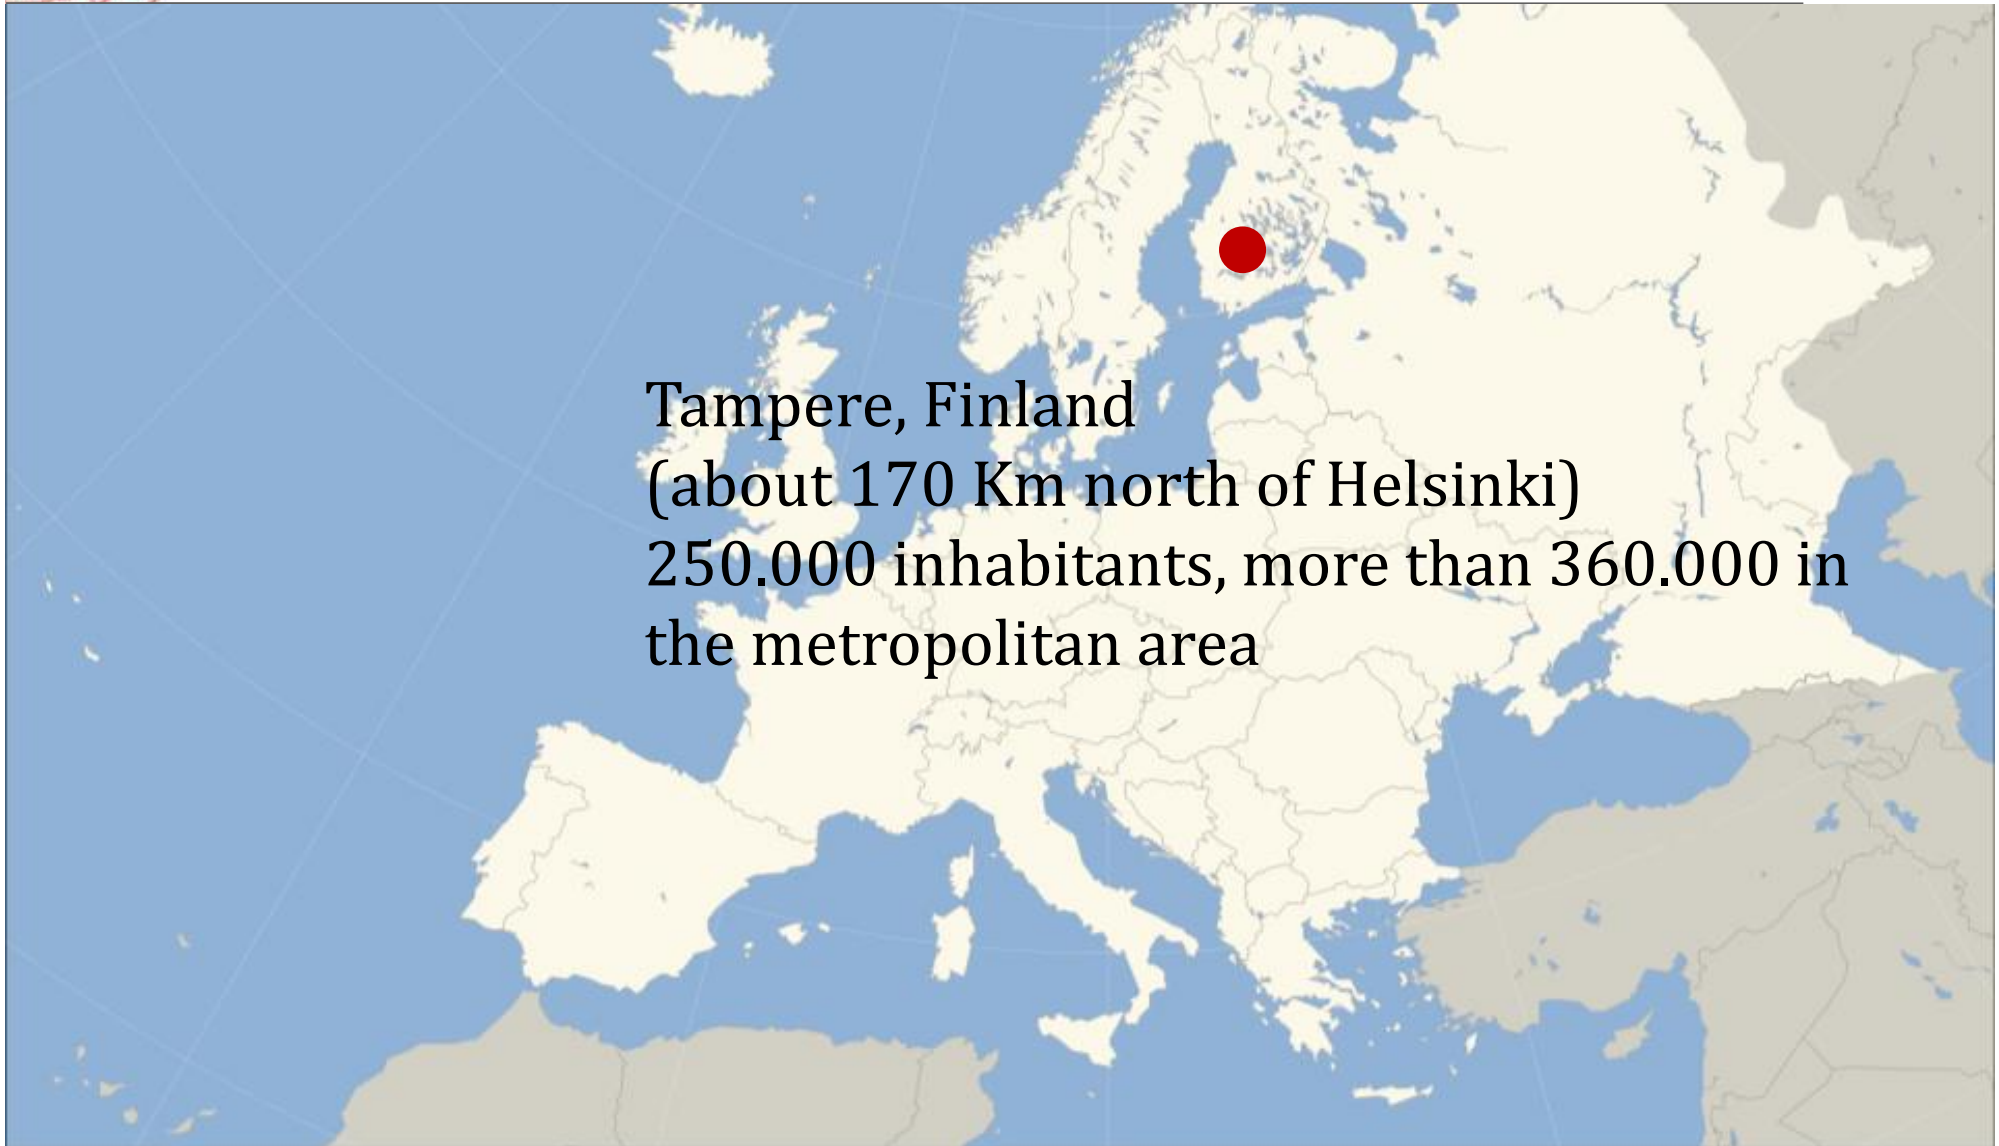 Tampere, Finland
(about 170 Km north of Helsinki)
250.000 inhabitants, more than 360.000 in
the metropolitan area